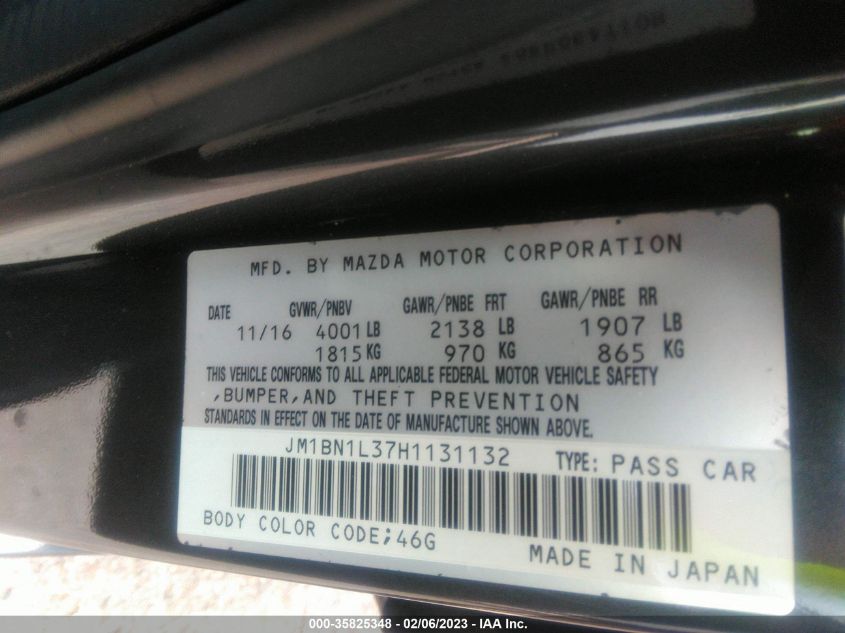 MFD. BY MAZDA MOTOR CORPORATION
DATE GVWR/PNBV GAWR/PNBE FRT GAWR/PNBE RR
11/16 4001 LB 2138 LB 1907 LB
1815 KG 970 KG 865 KG
THIS VEHICLE CONFORMS TO ALL APPLICABLE FEDERAL MOTOR VEHICLE SAFETY
,BUMPER,AND THEFT PREVENTION
STANDARDS IN EFFECT ON THE DATE OF MANUFACTURE SHOWN ABOVE.
JM1BN1L37H1131132 TYPE: PASS CAR
BODY COLOR CODE;46G
MADE IN JAPAN
000-35825348 - 02/06/2023 - IAA Inc.